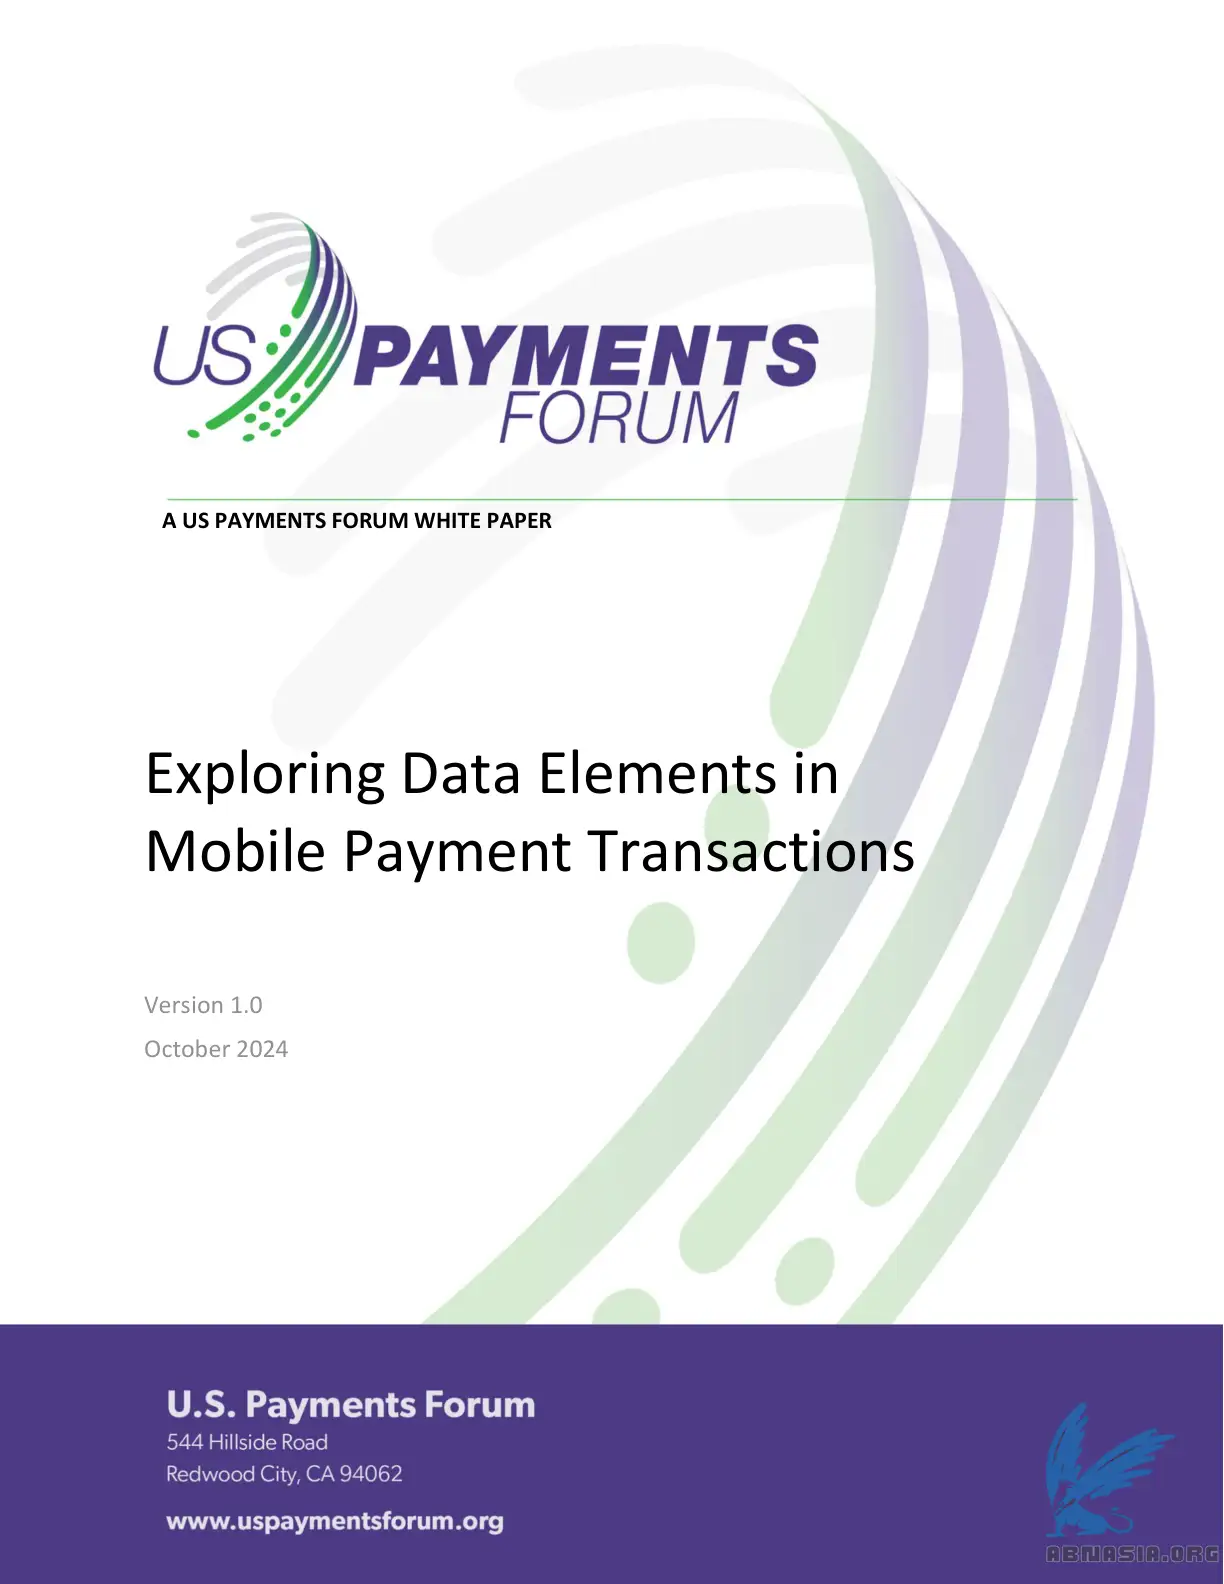 US PAYMENTS
FORUM
A US PAYMENTS FORUM WHITE PAPER
Exploring Data Elements in
Mobile Payment Transactions
Version 1.0
October 2024
U.S. Payments Forum
544 Hillside Road
Redwood City, CA 94062
www.uspaymentsforum.org
ABNASIA.ORG